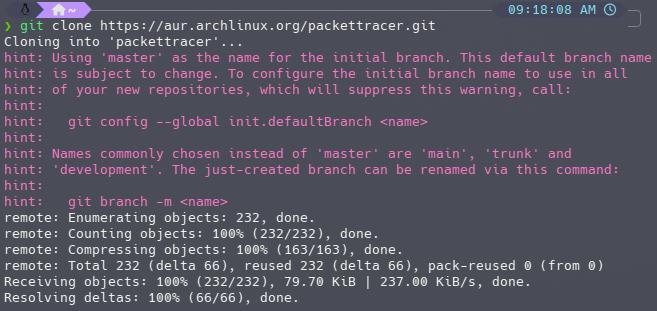 ~ 09:18:08 AM
❯ git clone https://aur.archlinux.org/packettracer.git
Cloning into 'packettracer'...
hint: Using 'master' as the name for the initial branch. This default branch name
hint: is subject to change. To configure the initial branch name to use in all
hint: of your new repositories, which will suppress this warning, call:
hint:
hint:   git config --global init.defaultBranch <name>
hint:
hint: Names commonly chosen instead of 'master' are 'main', 'trunk' and
hint: 'development'. The just-created branch can be renamed via this command:
hint:
hint:   git branch -m <name>
remote: Enumerating objects: 232, done.
remote: Counting objects: 100% (232/232), done.
remote: Compressing objects: 100% (163/163), done.
remote: Total 232 (delta 66), reused 232 (delta 66), pack-reused 0 (from 0)
Receiving objects: 100% (232/232), 79.70 KiB | 237.00 KiB/s, done.
Resolving deltas: 100% (66/66), done.